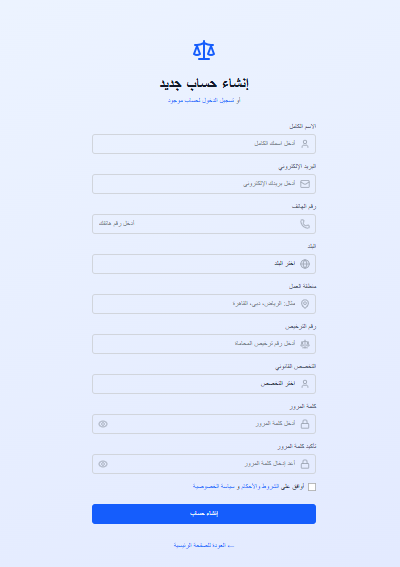 إنشاء حساب جديد
أو تسجيل الدخول لحساب موجود
الاسم الكامل
أدخل اسمك الكامل
البريد الإلكتروني
أدخل بريدك الإلكتروني
رقم الهاتف
أدخل رقم هاتفك
البلد
اختر البلد
منطقة العمل
مثال: الرياض، دبي، القاهرة
رقم الترخيص
أدخل رقم ترخيص المحاماة
التخصص القانوني
اختر التخصص
كلمة المرور
أدخل كلمة المرور
تأكيد كلمة المرور
أعد إدخال كلمة المرور
أوافق على الشروط والأحكام و سياسة الخصوصية
إنشاء حساب
← العودة للصفحة الرئيسية